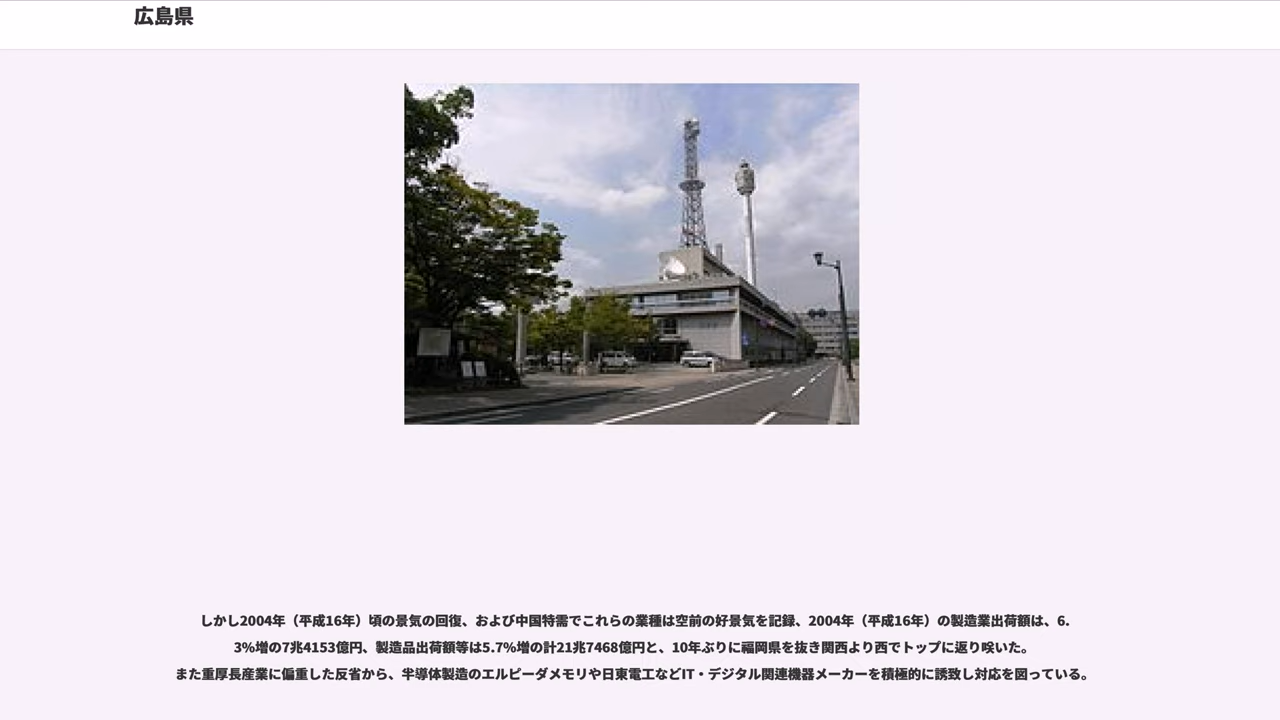 広島県
しかし2004年（平成16年）頃の景気の回復、および中国特需でこれらの業種は空前の好景気を記録、2004年（平成16年）の製造業出荷額は、6.
3%増の7兆4153億円、製造品出荷額等は5.7%増の計21兆7468億円と、10年ぶりに福岡県を抜き関西より西でトップに返り咲いた。
また重厚長産業に偏重した反省から、半導体製造のエルピーダメモリや日東電工などIT・デジタル関連機器メーカーを積極的に誘致し対応を図っている。